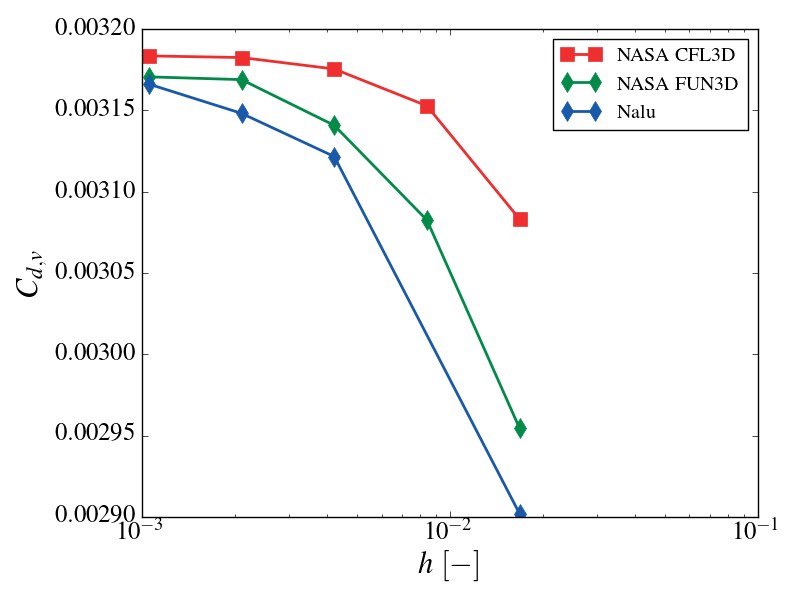 0.00320
0.00315
0.00310
0.00305
0.00300
0.00295
0.00290
C_{d,v}
10^{-3}
10^{-2}
10^{-1}
h [−]
NASA CFL3D
NASA FUN3D
Nalu